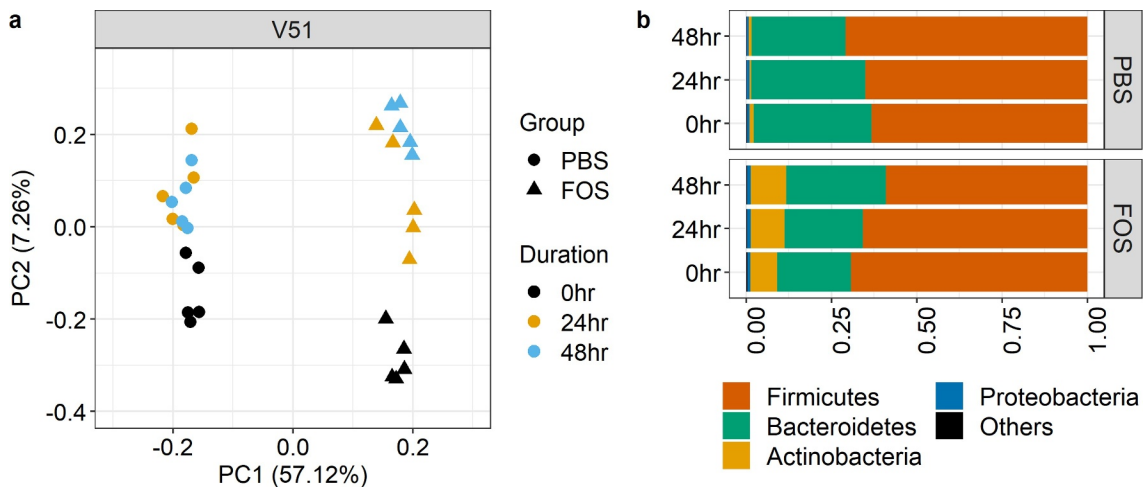 a
V51
PC2 (7.26%)
0.2
0.0
-0.2
-0.4
-0.2
0.0
0.2
PC1 (57.12%)
Group
PBS
FOS
Duration
0hr
24hr
48hr
b
48hr
24hr
0hr
PBS
48hr
24hr
0hr
FOS
0.00
0.25
0.50
0.75
1.00
Firmicutes
Bacteroidetes
Actinobacteria
Proteobacteria
Others